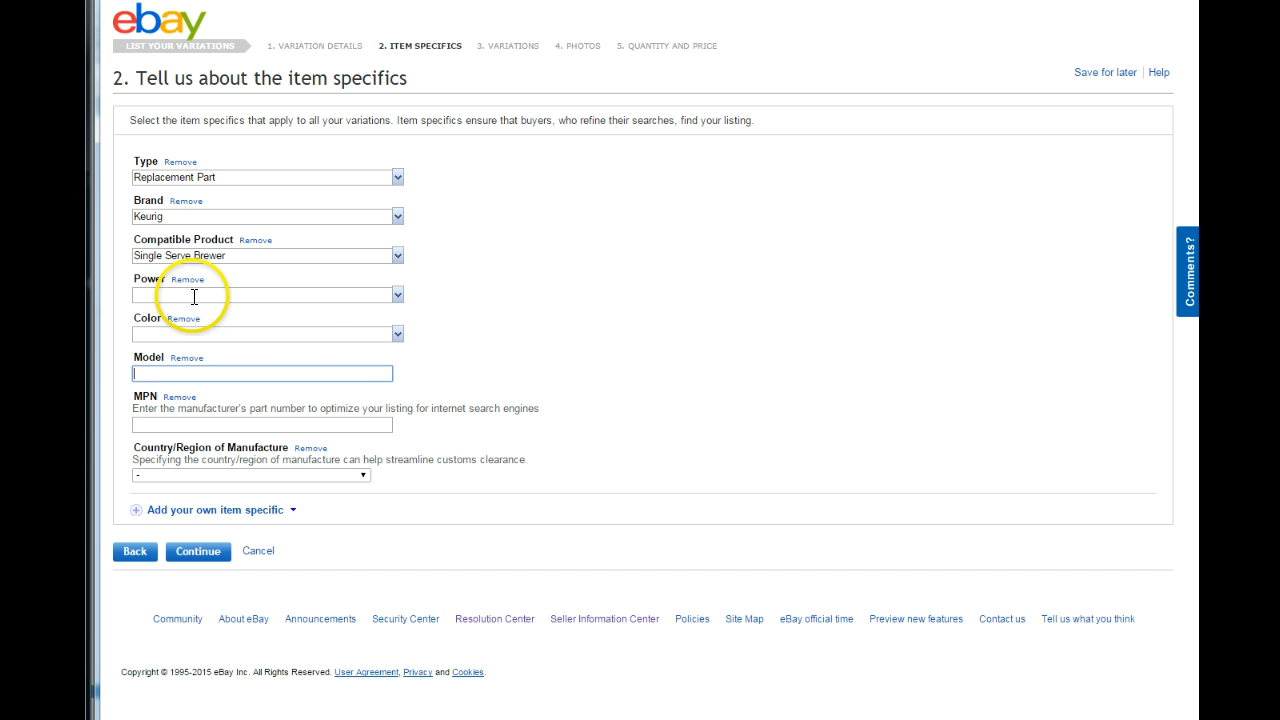 ebay
LIST YOUR VARIATIONS 1. VARIATION DETAILS 2. ITEM SPECIFICS 3. VARIATIONS 4. PHOTOS 5. QUANTITY AND PRICE
2. Tell us about the item specifics
Save for later Help
Select the item specifics that apply to all your variations. Item specifics ensure that buyers, who refine their searches, find your listing.
Type Remove
Replacement Part
Brand Remove
Keurig
Compatible Product Remove
Single Serve Brewer
Power Remove
Color Remove
Model Remove
MPN Remove
Enter the manufacturer's part number to optimize your listing for internet search engines
Country/Region of Manufacture Remove
Specifying the country/region of manufacture can help streamline customs clearance.
-
Add your own item specific
Back Continue Cancel
Comments?
Community About eBay Announcements Security Center Resolution Center Seller Information Center Policies Site Map eBay official time Preview new features Contact us Tell us what you think
Copyright © 1995-2015 eBay Inc. All Rights Reserved. User Agreement, Privacy and Cookies.